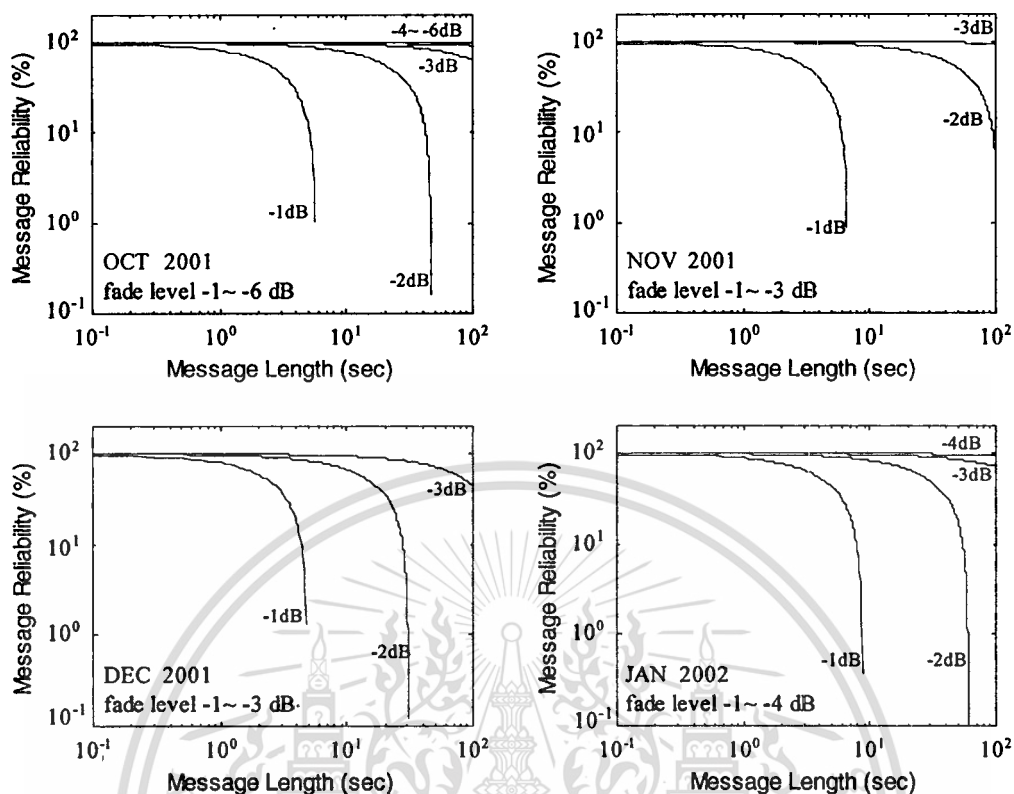 Message Reliability (%)
10²
10¹
10⁰
10⁻¹
-4~ -6dB
-3dB
-1dB
-2dB
OCT 2001
fade level -1~ -6 dB
10⁻¹ 10⁰ 10¹ 10²
Message Length (sec)
Message Reliability (%)
10²
10¹
10⁰
10⁻¹
-3dB
-2dB
-1dB
NOV 2001
fade level -1~ -3 dB
10⁻¹ 10⁰ 10¹ 10²
Message Length (sec)
Message Reliability (%)
10²
10¹
10⁰
10⁻¹
-3dB
-1dB
-2dB
DEC 2001
fade level -1~ -3 dB
10⁻¹ 10⁰ 10¹ 10²
Message Length (sec)
Message Reliability (%)
10²
10¹
10⁰
10⁻¹
-4dB
-3dB
-1dB
-2dB
JAN 2002
fade level -1~ -4 dB
10⁻¹ 10⁰ 10¹ 10²
Message Length (sec)